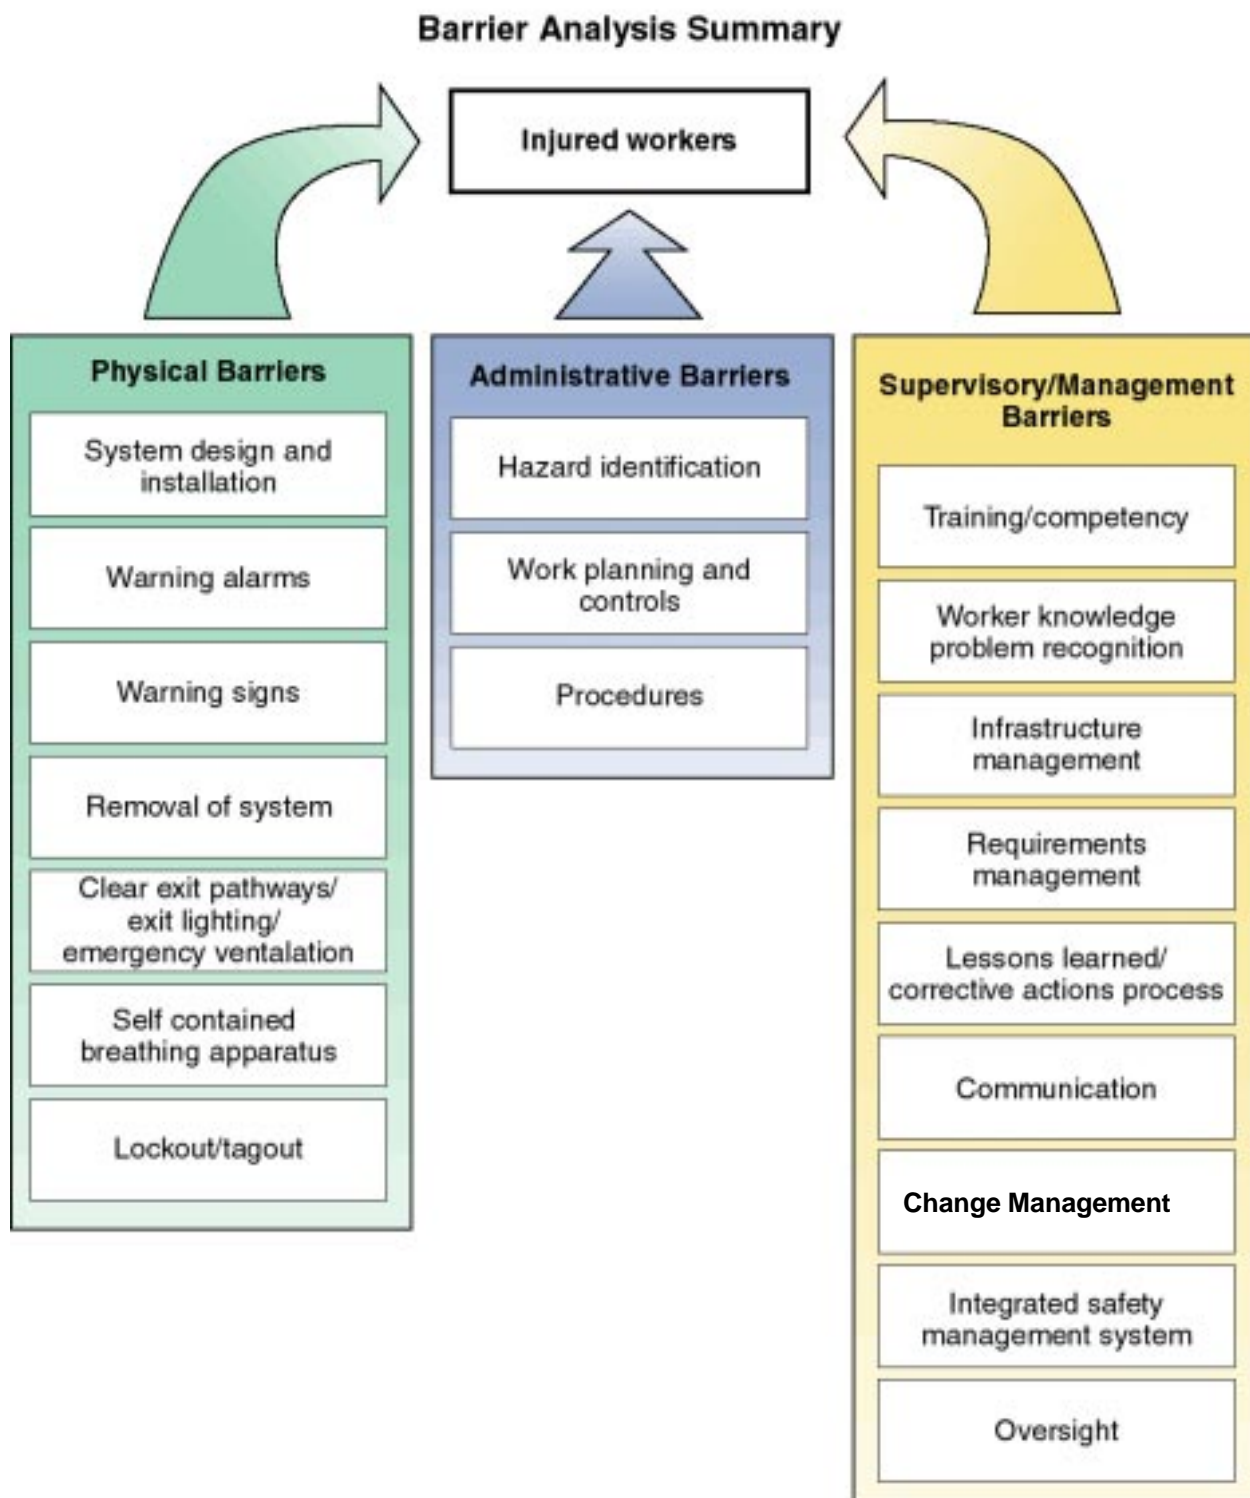 Barrier Analysis Summary
Injured workers
Physical Barriers
System design and
installation
Warning alarms
Warning signs
Removal of system
Clear exit pathways/
exit lighting/
emergency ventalation
Self contained
breathing apparatus
Lockout/tagout
Administrative Barriers
Hazard identification
Work planning and
controls
Procedures
Supervisory/Management
Barriers
Training/competency
Worker knowledge
problem recognition
Infrastructure
management
Requirements
management
Lessons learned/
corrective actions process
Communication
Change Management
Integrated safety
management system
Oversight